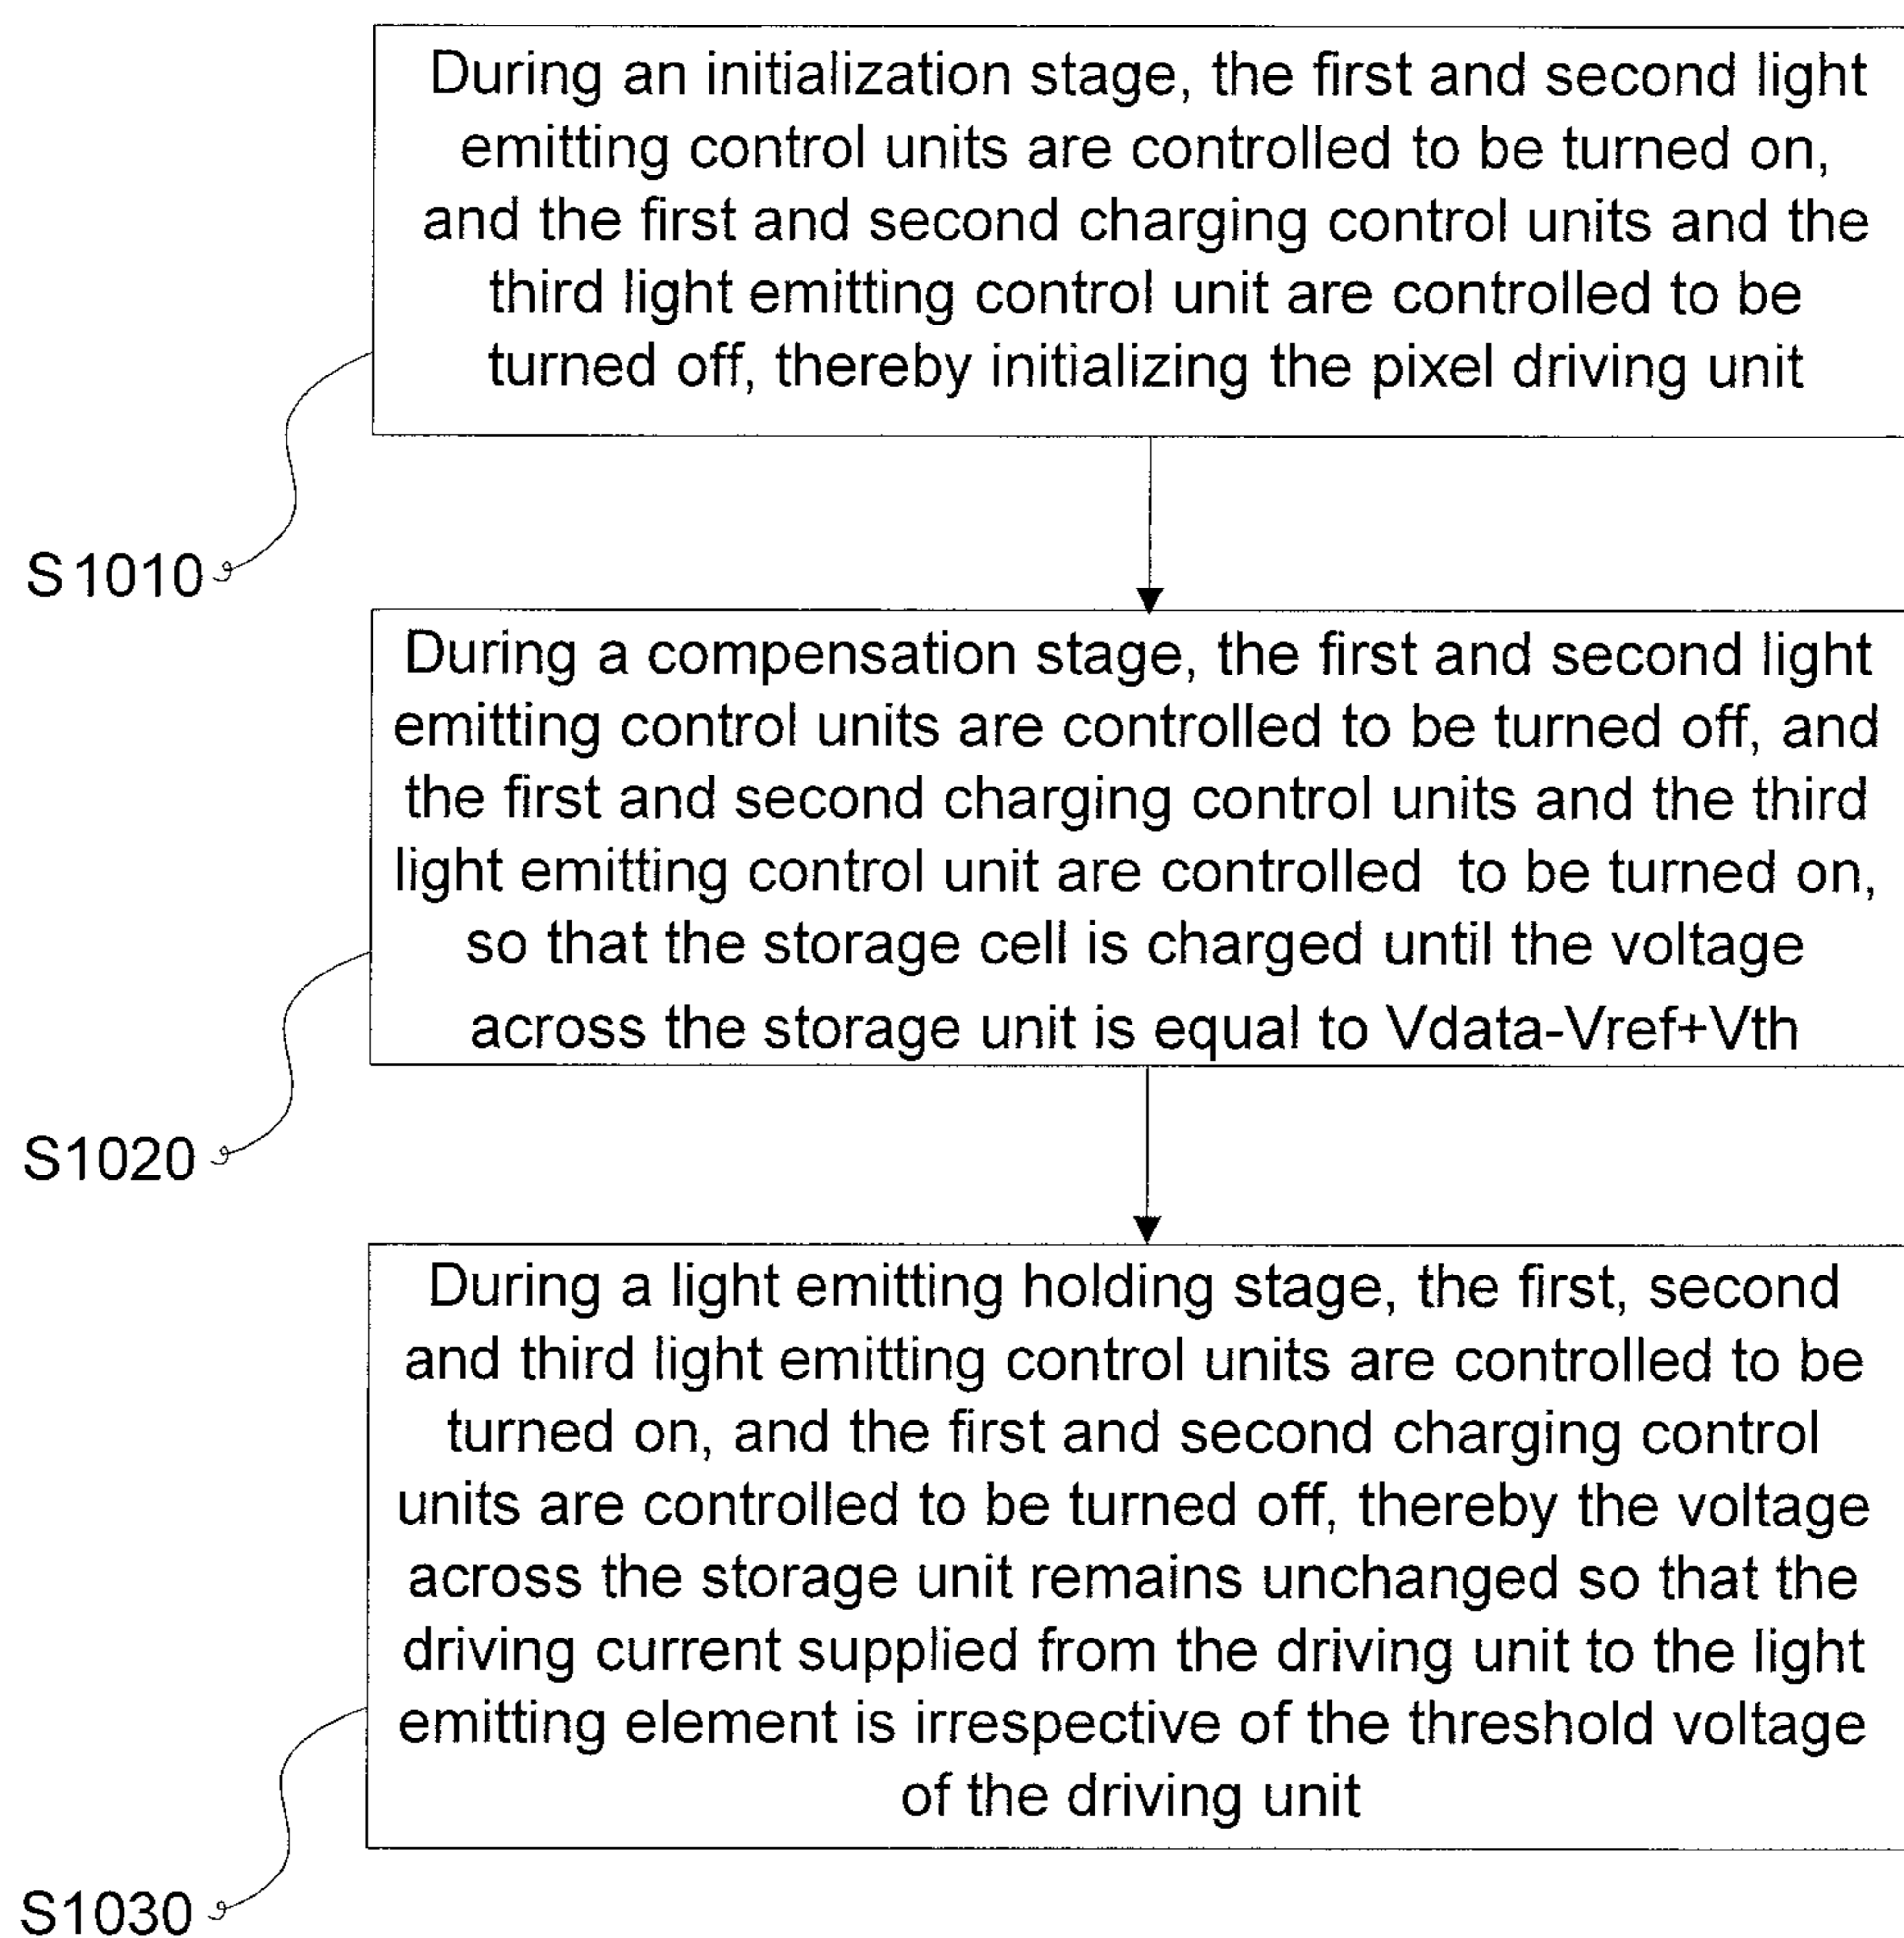 During an initialization stage, the first and second light
emitting control units are controlled to be turned on,
and the first and second charging control units and the
third light emitting control unit are controlled to be
turned off, thereby initializing the pixel driving unit
S1010
During a compensation stage, the first and second light
emitting control units are controlled to be turned off, and
the first and second charging control units and the third
light emitting control unit are controlled to be turned on,
so that the storage cell is charged until the voltage
across the storage unit is equal to Vdata-Vref+Vth
S1020
During a light emitting holding stage, the first, second
and third light emitting control units are controlled to be
turned on, and the first and second charging control
units are controlled to be turned off, thereby the voltage
across the storage unit remains unchanged so that the
driving current supplied from the driving unit to the light
emitting element is irrespective of the threshold voltage
of the driving unit
S1030